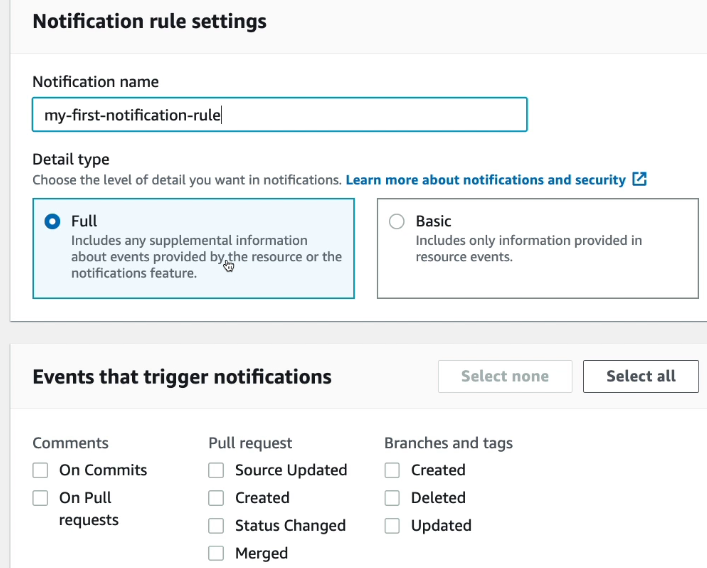 Notification rule settings
Notification name
my-first-notification-rule
Detail type
Choose the level of detail you want in notifications. Learn more about notifications and security
Full
Includes any supplemental information
about events provided by the resource or the
notifications feature.
Basic
Includes only information provided in
resource events.
Events that trigger notifications
Select none
Select all
Comments
On Commits
On Pull
requests
Pull request
Source Updated
Created
Status Changed
Merged
Branches and tags
Created
Deleted
Updated